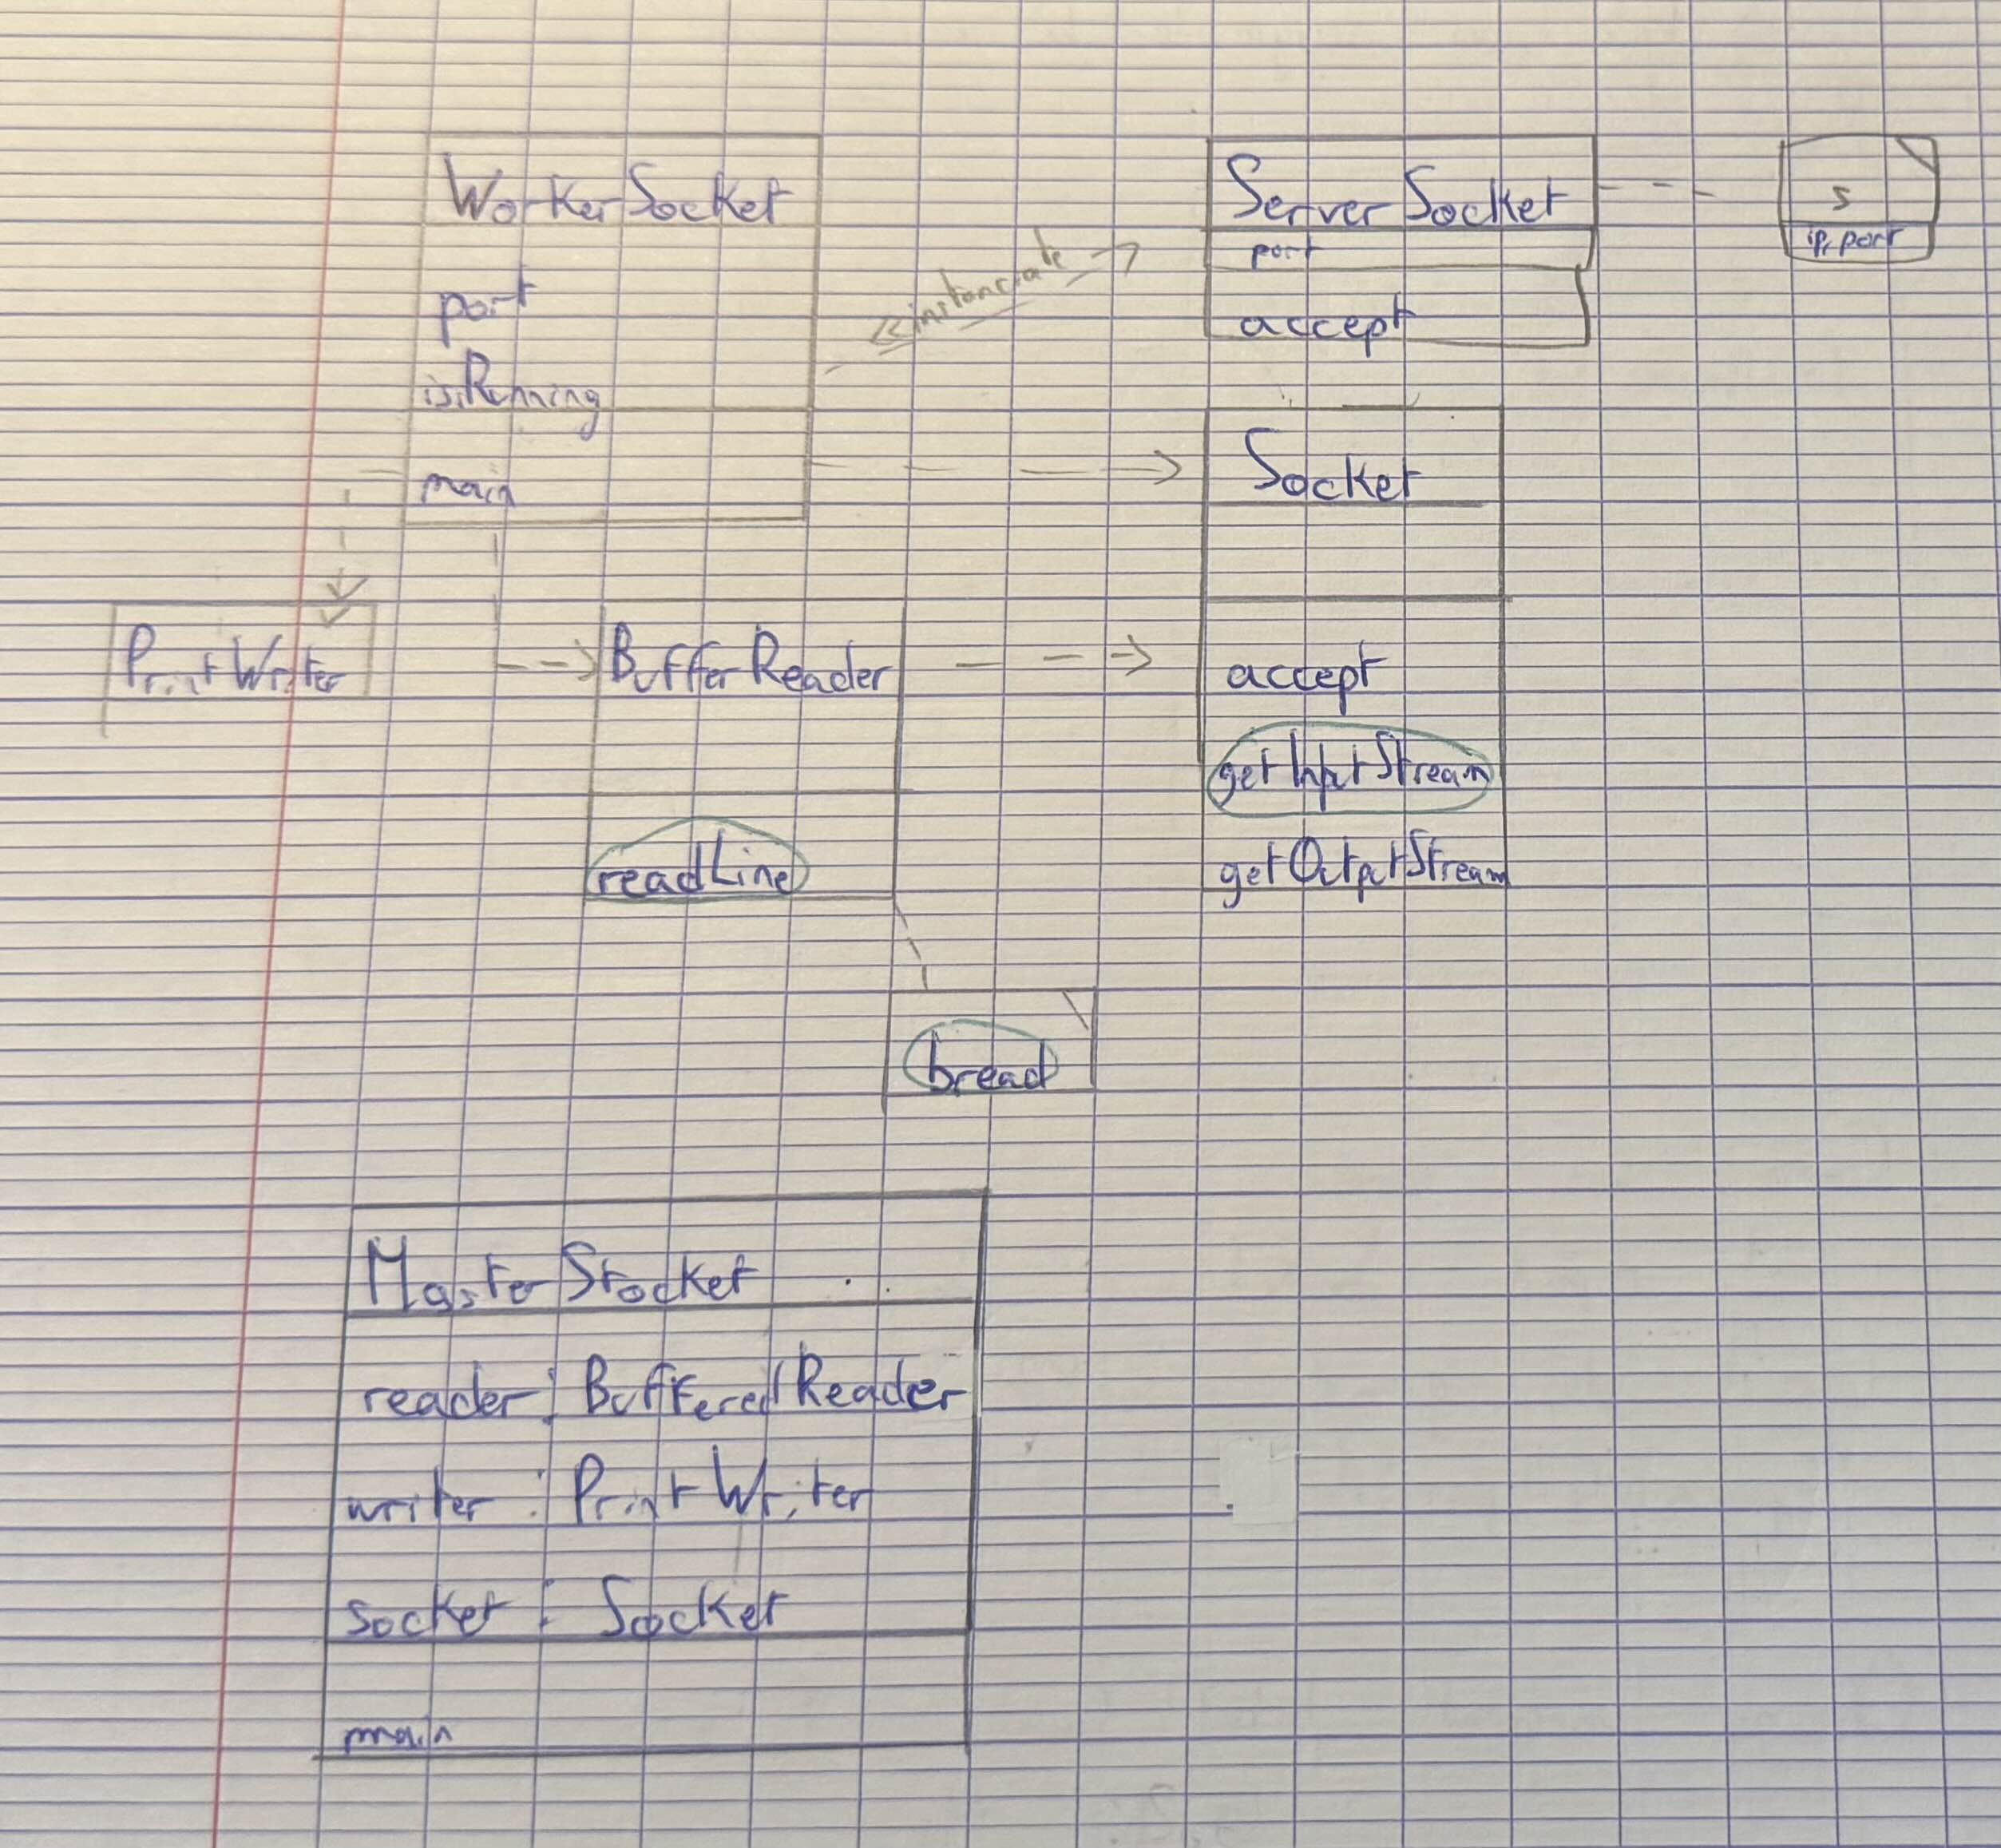 WorkerSocket
port
isRunning
main
<<instanciate>>
ServerSocket
port
accept
s
ip, port
Socket
accept
getInputStream
getOutputStream
PrintWriter
BufferReader
readLine
bread
MasterStocket
reader : BufferedReader
writer : PrintWriter
socket : Socket
main